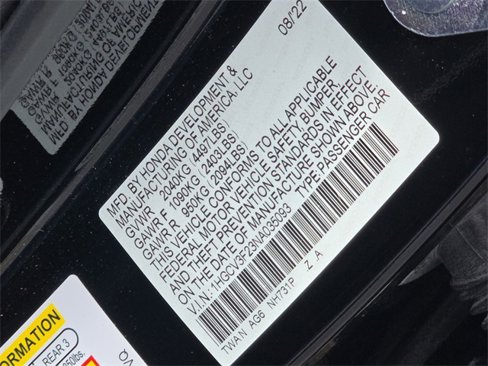 MFD. BY HONDA DEVELOPMENT & 08/22
MANUFACTURING OF AMERICA, LLC
GVWR 2040KG 4497LBS
GAWR F 1090KG 2403LBS
GAWR R 950KG 2094LBS
THIS VEHICLE CONFORMS TO ALL APPLICABLE
FEDERAL MOTOR VEHICLE SAFETY, BUMPER,
AND THEFT PREVENTION STANDARDS IN EFFECT
ON THE DATE OF MANUFACTURE SHOWN ABOVE.
V.I.N.: TYPE: PASSENGER CAR
TWAN AG6 NH731P Z A
REAR 3